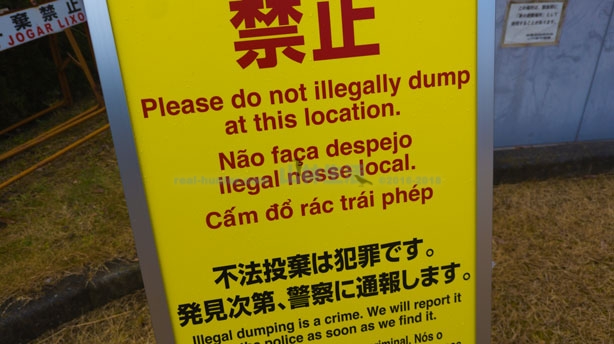 棄禁止
JOGAR LIXO
禁止
Please do not illegally dump
at this location.
Não faça despejo
ilegal nesse local.
Cấm đổ rác trái phép
不法投棄は犯罪です。
発見次第、警察に通報します。
Illegal dumping is a crime. We will report it
the police as soon as we find it.
criminal. Nós o